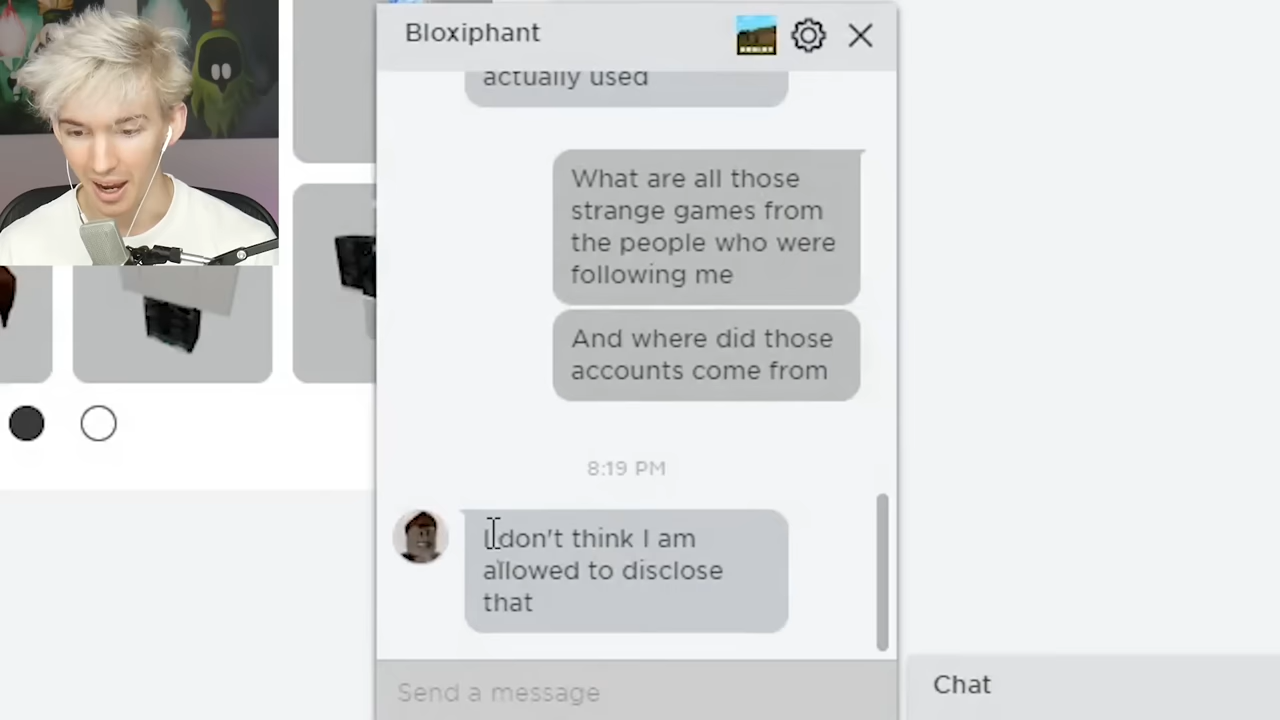 Bloxiphant
actually used
What are all those
strange games from
the people who were
following me
And where did those
accounts come from
8:19 PM
I don't think I am
allowed to disclose
that
Send a message
Chat